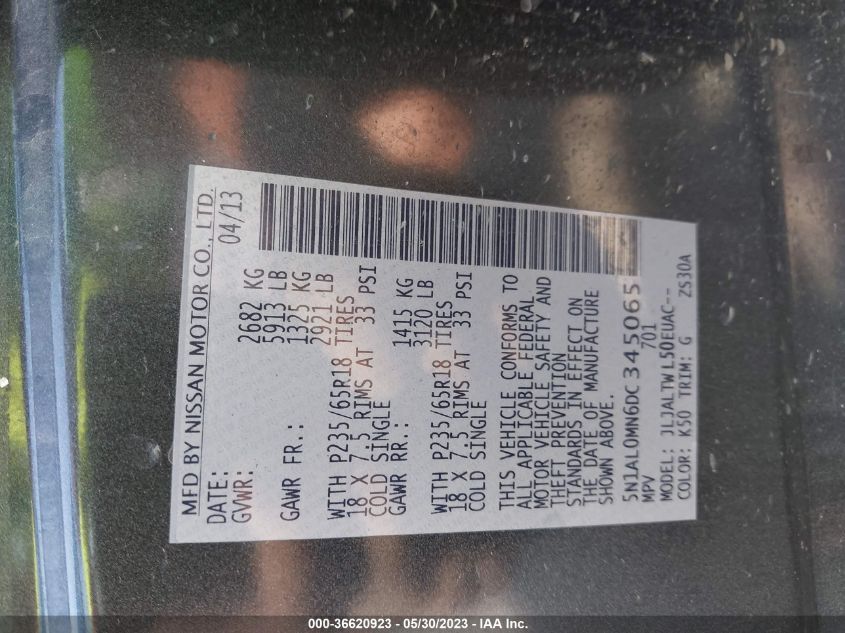 MFD BY NISSAN MOTOR CO., LTD.
DATE: 04/13
GVWR: 2682 KG
5913 LB
GAWR FR.: 1325 KG
2921 LB
WITH P235/65R18 TIRES
18 X 7.5 RIMS AT 33 PSI
COLD SINGLE
GAWR RR.: 1415 KG
3120 LB
WITH P235/65R18 TIRES
18 X 7.5 RIMS AT 33 PSI
COLD SINGLE
THIS VEHICLE CONFORMS TO
ALL APPLICABLE FEDERAL
MOTOR VEHICLE SAFETY AND
THEFT PREVENTION
STANDARDS IN EFFECT ON
THE DATE OF MANUFACTURE
SHOWN ABOVE.
5N1AL0MN6DC345065
MPV 701
MODEL: JLJALTWL50EUAC--
COLOR: K50 TRIM: G ZS30A
000-36620923 - 05/30/2023 - IAA Inc.